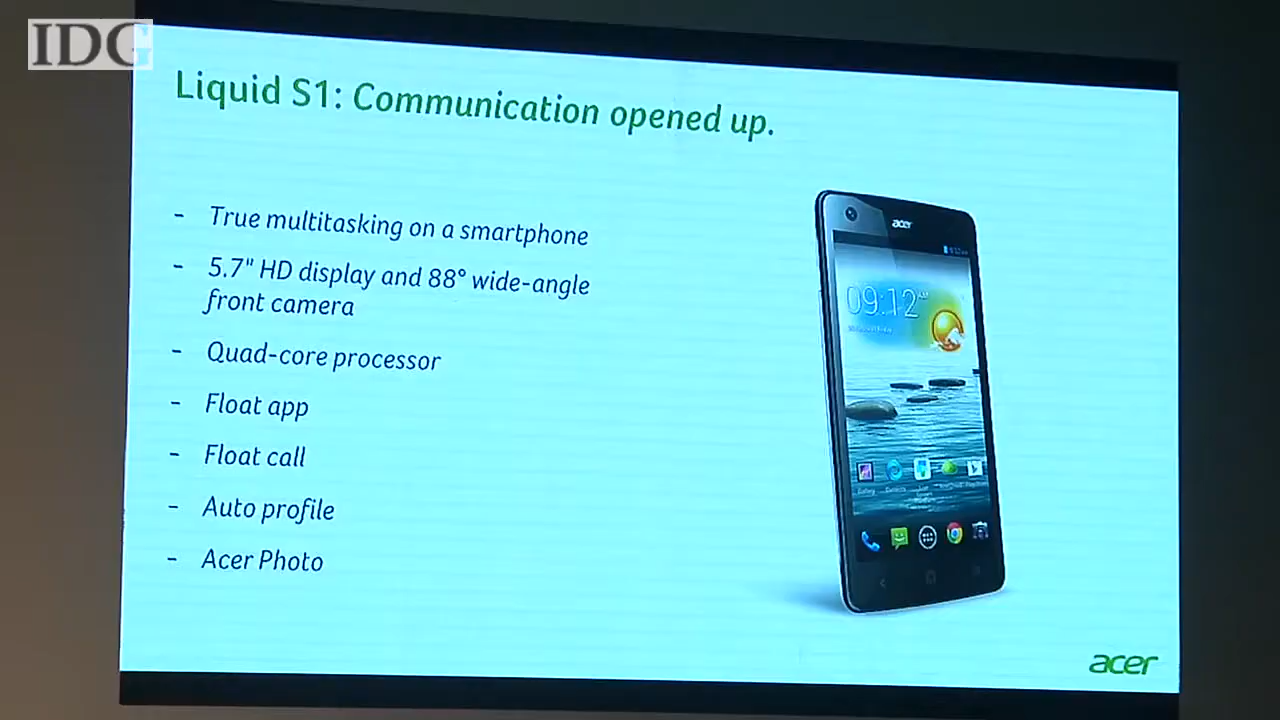 IDG
Liquid S1: Communication opened up.
- True multitasking on a smartphone
- 5.7" HD display and 88° wide-angle
front camera
- Quad-core processor
- Float app
- Float call
- Auto profile
- Acer Photo
acer
09:12
Gallery
acer